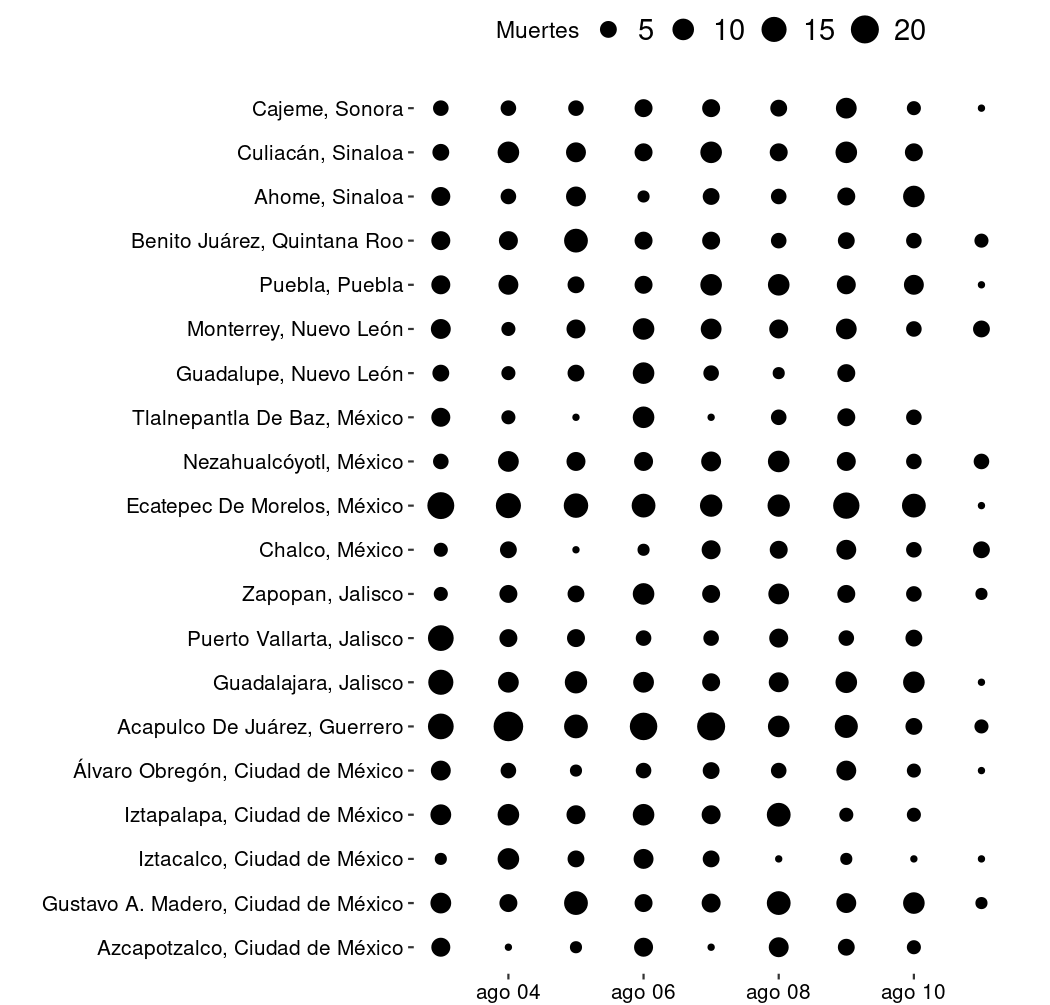 Muertes 5 10 15 20
Cajeme, Sonora
Culiacán, Sinaloa
Ahome, Sinaloa
Benito Juárez, Quintana Roo
Puebla, Puebla
Monterrey, Nuevo León
Guadalupe, Nuevo León
Tlalnepantla De Baz, México
Nezahualcóyotl, México
Ecatepec De Morelos, México
Chalco, México
Zapopan, Jalisco
Puerto Vallarta, Jalisco
Guadalajara, Jalisco
Acapulco De Juárez, Guerrero
Álvaro Obregón, Ciudad de México
Iztapalapa, Ciudad de México
Iztacalco, Ciudad de México
Gustavo A. Madero, Ciudad de México
Azcapotzalco, Ciudad de México
ago 04 ago 06 ago 08 ago 10